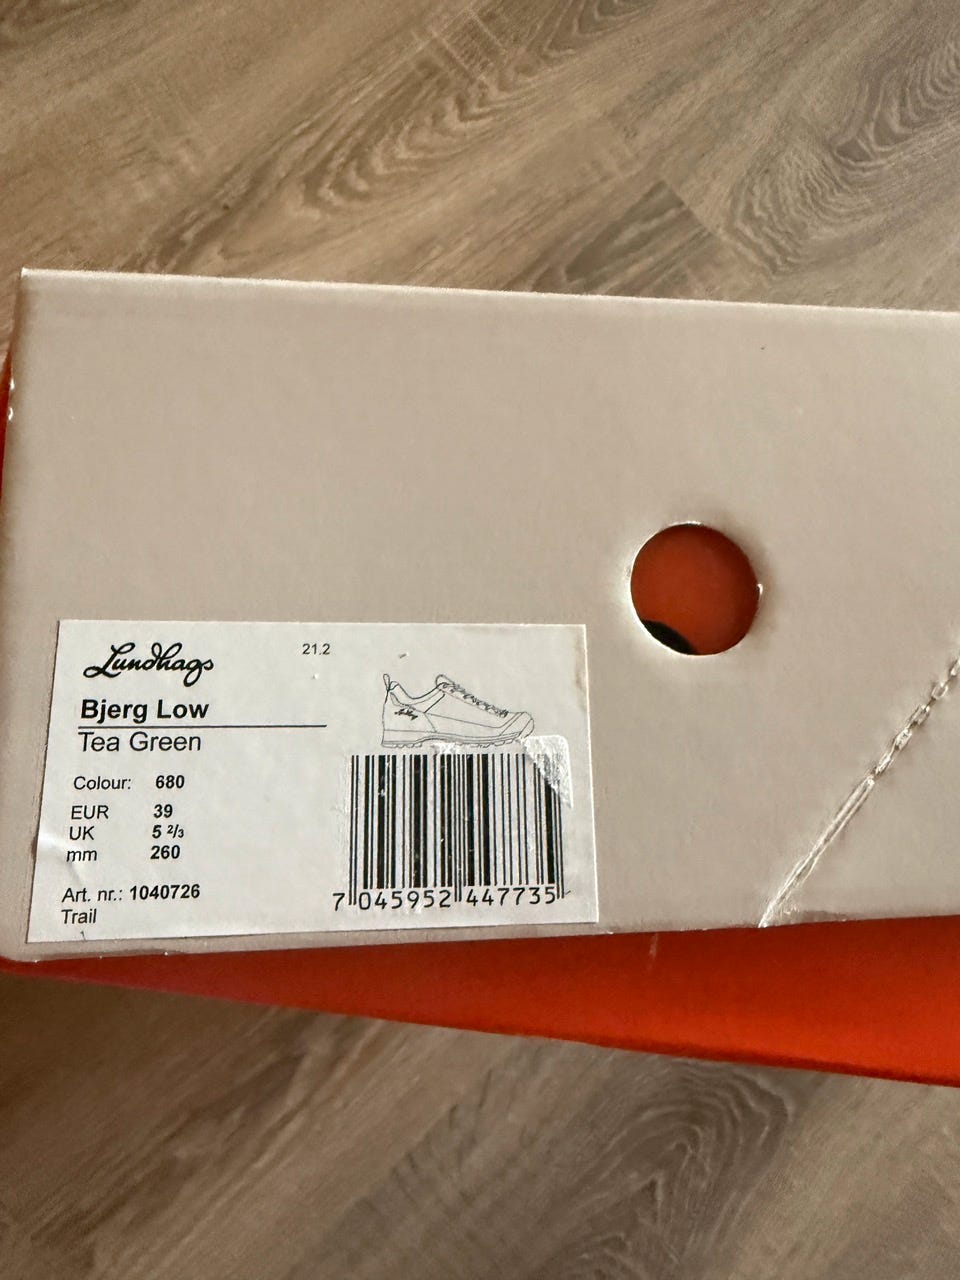 Lundhags
21.2
Bjerg Low
Tea Green
Colour: 680
EUR 39
UK 5 2/3
mm 260
Art. nr.: 1040726
Trail
7 045952 447735